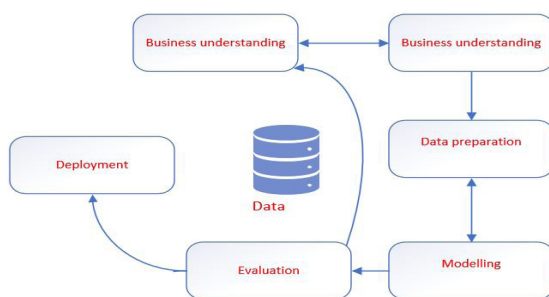 Business understanding
Business understanding
Data preparation
Deployment
Data
Evaluation
Modelling